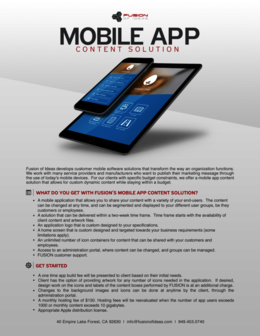 FUSION
MOBILE APP
CONTENT SOLUTION
Fusion of Ideas develops customer mobile software solutions that transform the way an organization functions.
We work with many service providers and manufacturers who want to publish their marketing message through
the use of today's mobile devices. For our clients with specific budget constraints, we offer a mobile app content
solution that allows for custom dynamic content while staying within a budget.
WHAT DO YOU GET WITH FUSION'S MOBILE APP CONTENT SOLUTION?
• A mobile application that allows you to share content with a variety of your end-users. The content
can be changed at any time, and can be segmented and displayed to your different user groups, be they
customers or employees.
• A solution that can be delivered within a two-week time frame. Time frame starts with the availability of
client content and artwork files.
• An application logo that is custom designed to your specifications
• A home screen that is custom designed and targeted towards your business requirements (some
limitations apply).
• An unlimited number of icon containers for content that can be shared with your customers and
employees.
• Access to an administration portal, where content can be changed, and groups can be managed.
• FUSION customer support.
GET STARTED
• A one time app build fee will be presented to client based on their initial needs
• Client has the option of providing artwork for any number of icons needed in the application. If desired,
design work on the icons and the labels of the content boxes performed by FUSION is at an additional charge.
• Changes to the background images and icons can be done at anytime by the client, through the
administration portal.
• A monthly hosting fee of $100. Hosting fees will be reevaluated when the number of app users exceeds
1000 or monthly content exceeds 10 gigabytes.
• Appropriate Apple distribution license.
40 Empire Lake Forest, CA 92630 | info@fusionofideas.com | 949-453-0740